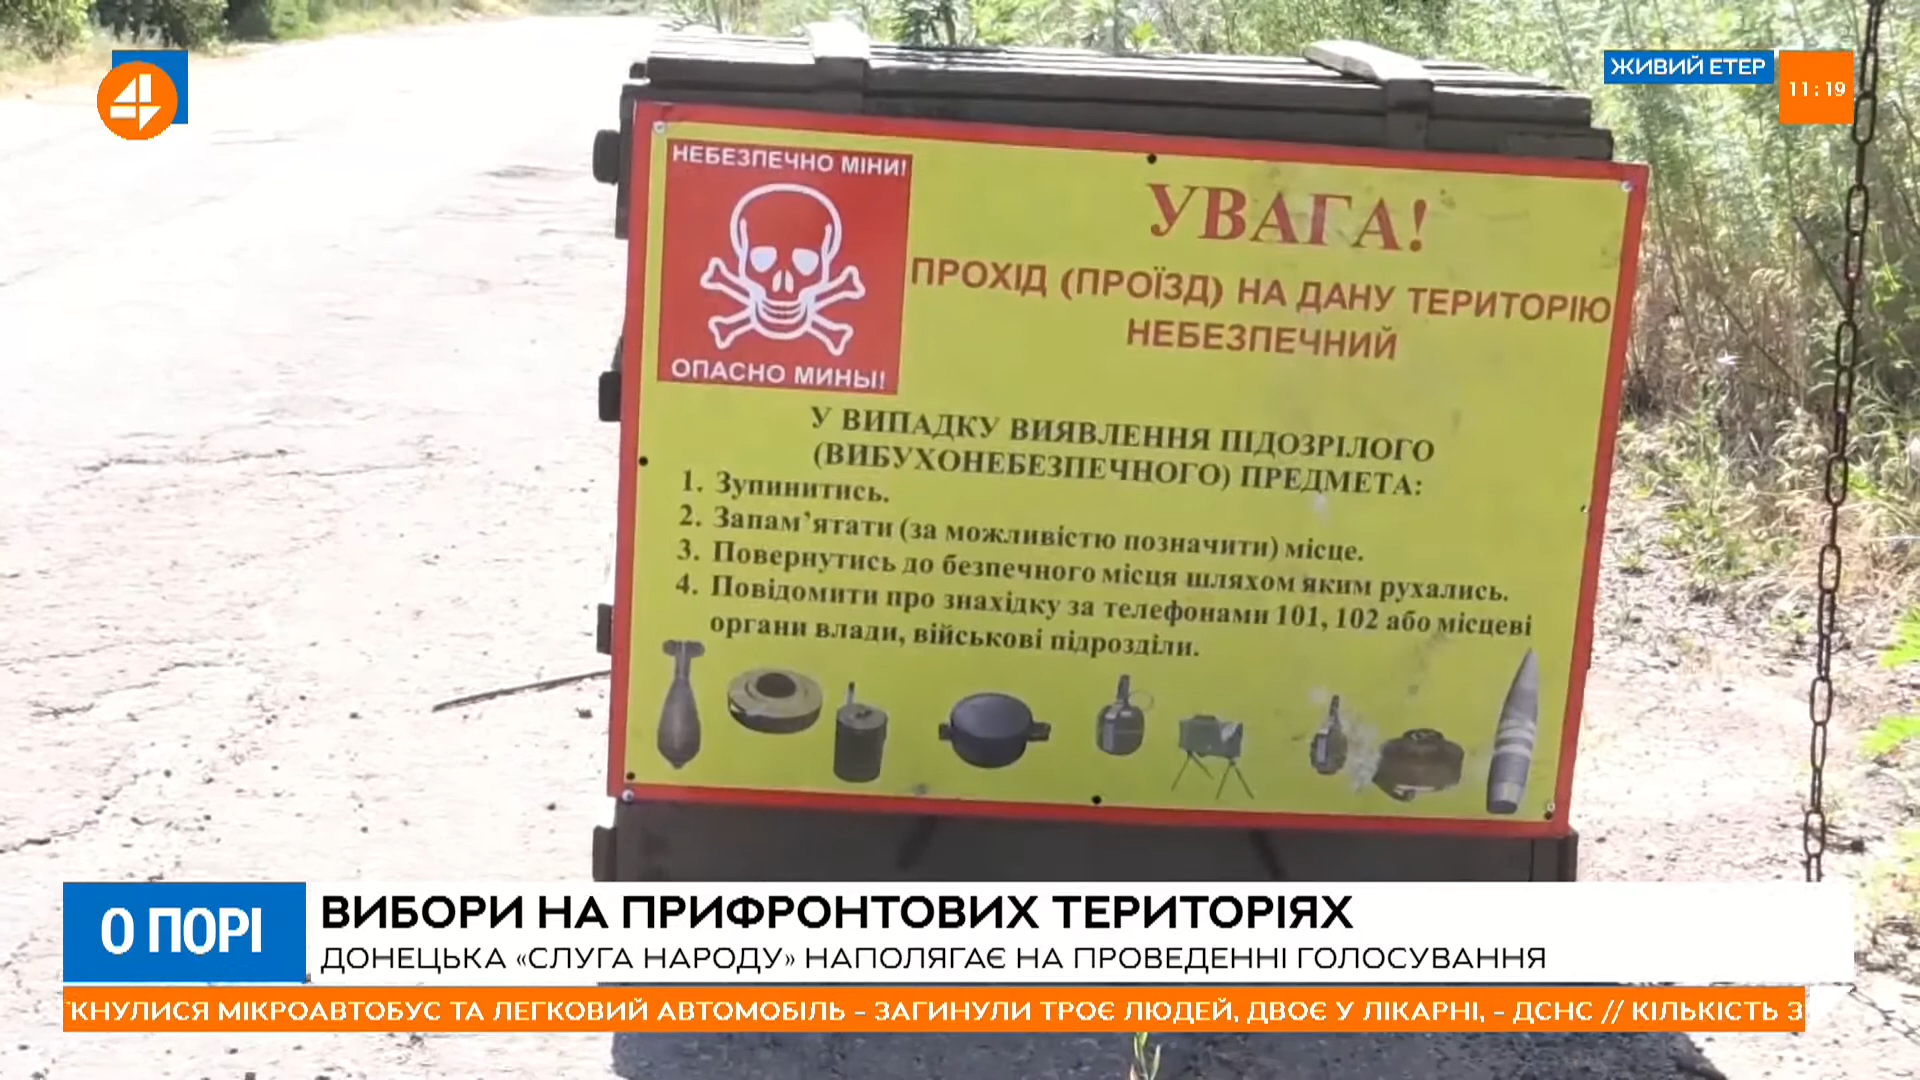 4
ЖИВИЙ ЕТЕР
11:19
НЕБЕЗПЕЧНО МІНИ!
ОПАСНО МИНЫ!
УВАГА!
ПРОХІД (ПРОЇЗД) НА ДАНУ ТЕРИТОРІЮ
НЕБЕЗПЕЧНИЙ
У ВИПАДКУ ВИЯВЛЕННЯ ПІДОЗРІЛОГО
(ВИБУХОНЕБЕЗПЕЧНОГО) ПРЕДМЕТА:
1. Зупинитись.
2. Запам’ятати (за можливістю позначити) місце.
3. Повернутись до безпечного місця шляхом яким рухались.
4. Повідомити про знахідку за телефонами 101, 102 або місцеві
органи влади, військові підрозділи.
О ПОРІ
ВИБОРИ НА ПРИФРОНТОВИХ ТЕРИТОРІЯХ
ДОНЕЦЬКА «СЛУГА НАРОДУ» НАПОЛЯГАЄ НА ПРОВЕДЕННІ ГОЛОСУВАННЯ
КНУЛИСЯ МІКРОАВТОБУС ТА ЛЕГКОВИЙ АВТОМОБІЛЬ - ЗАГИНУЛИ ТРОЄ ЛЮДЕЙ, ДВОЄ У ЛІКАРНІ, - ДСНС // КІЛЬКІСТЬ З